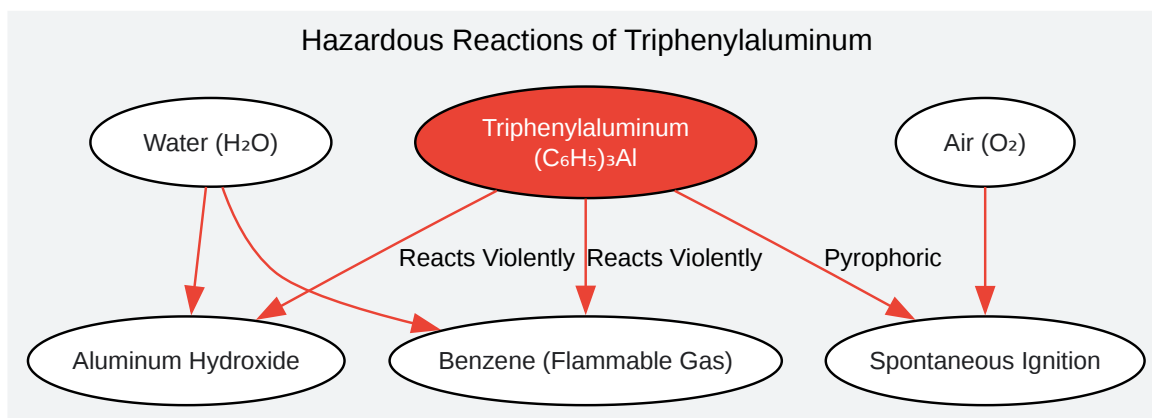 Hazardous Reactions of Triphenylaluminum
Water (H₂O)
Triphenylaluminum
(C₆H₅)₃Al
Air (O₂)
Reacts Violently
Reacts Violently
Pyrophoric
Aluminum Hydroxide
Benzene (Flammable Gas)
Spontaneous Ignition